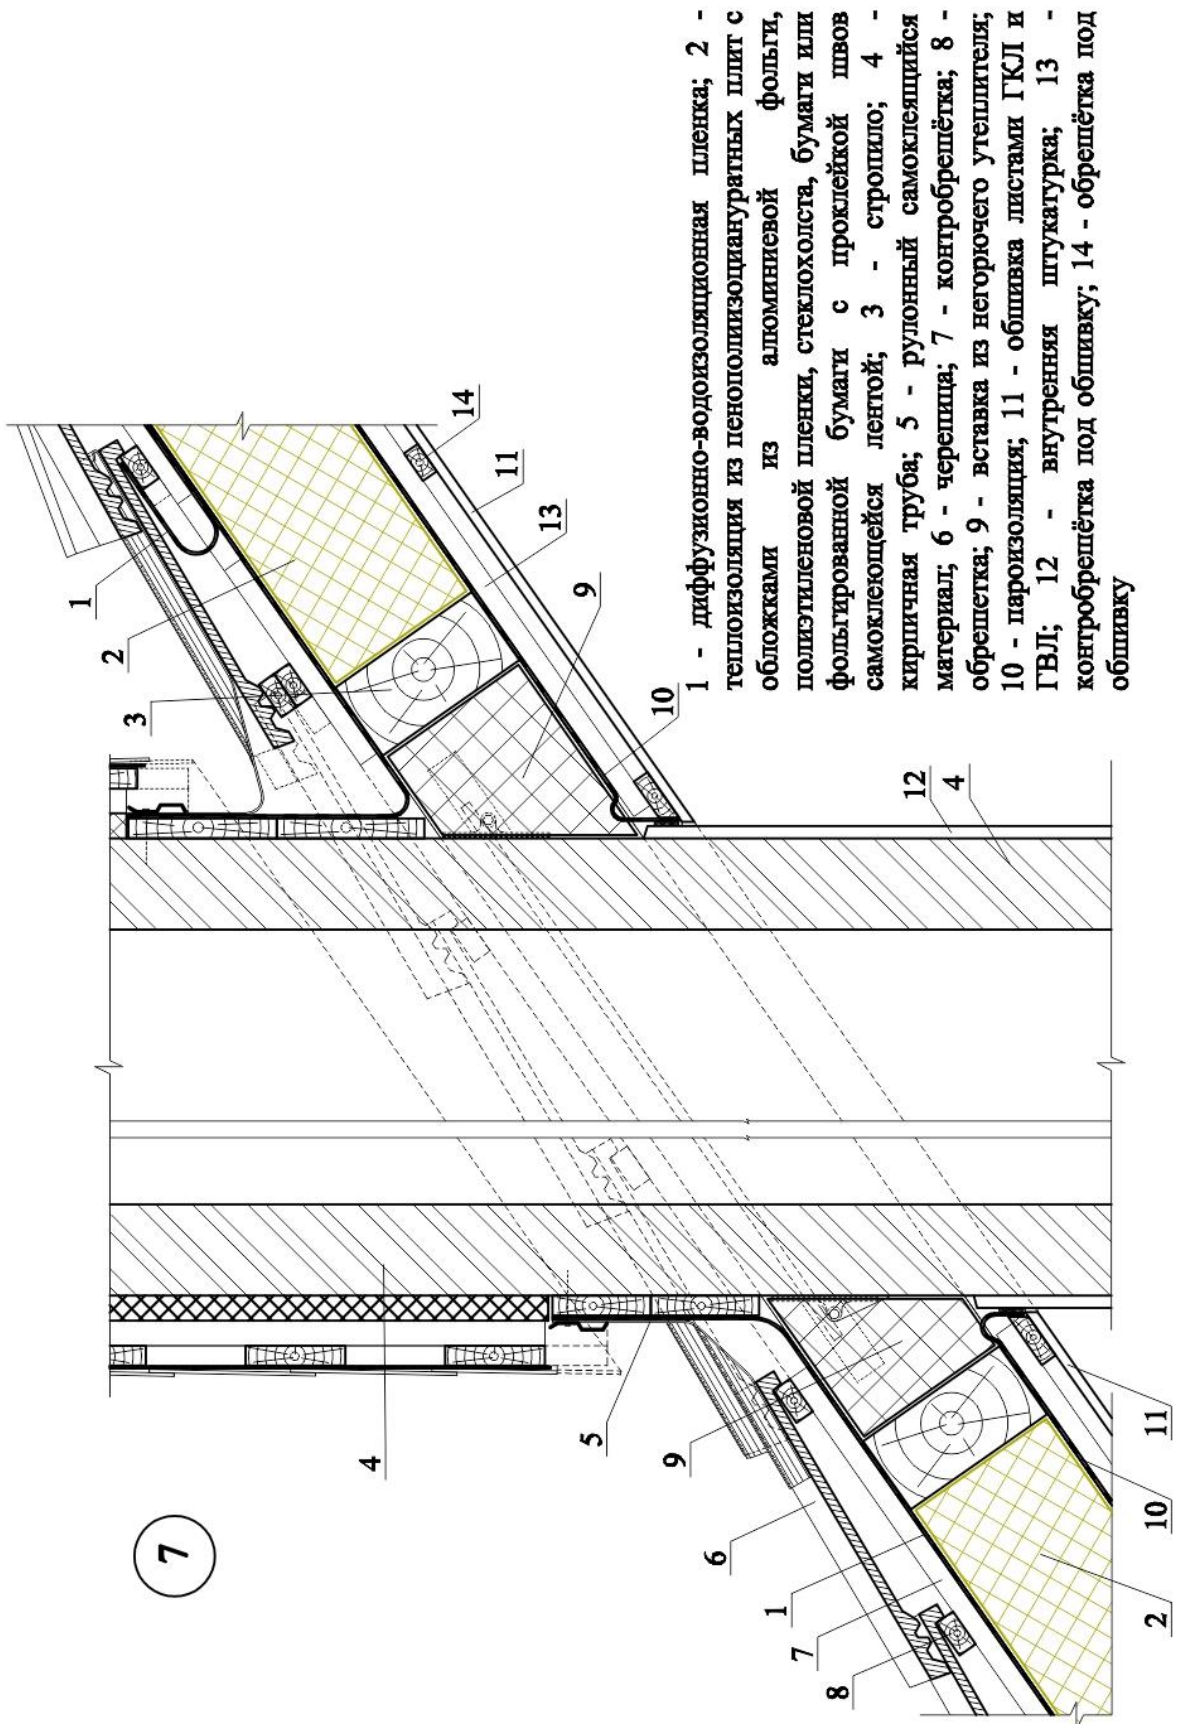 7
1
2
3
14
11
13
9
10
12
4
4
5
9
6
1
7
8
11
10
2
1 - диффузионно-водоизоляционная пленка; 2 -
теплоизоляция из пенополиизоциануратных плит с
обложками из алюминиевой фольги,
полиэтиленовой пленки, стеклохолста, бумаги или
фольгированной бумаги с проклейкой швов
самоклеющейся лентой; 3 - стропило; 4 -
кирпичная труба; 5 - рулонный самоклеящийся
материал; 6 - черепица; 7 - контробрешётка; 8 -
обрешетка; 9 - вставка из негорючего утеплителя;
10 - пароизоляция; 11 - обшивка листами ГКЛ и
ГВЛ; 12 - внутренняя штукатурка; 13 -
контробрешётка под обшивку; 14 - обрешётка под
обшивку